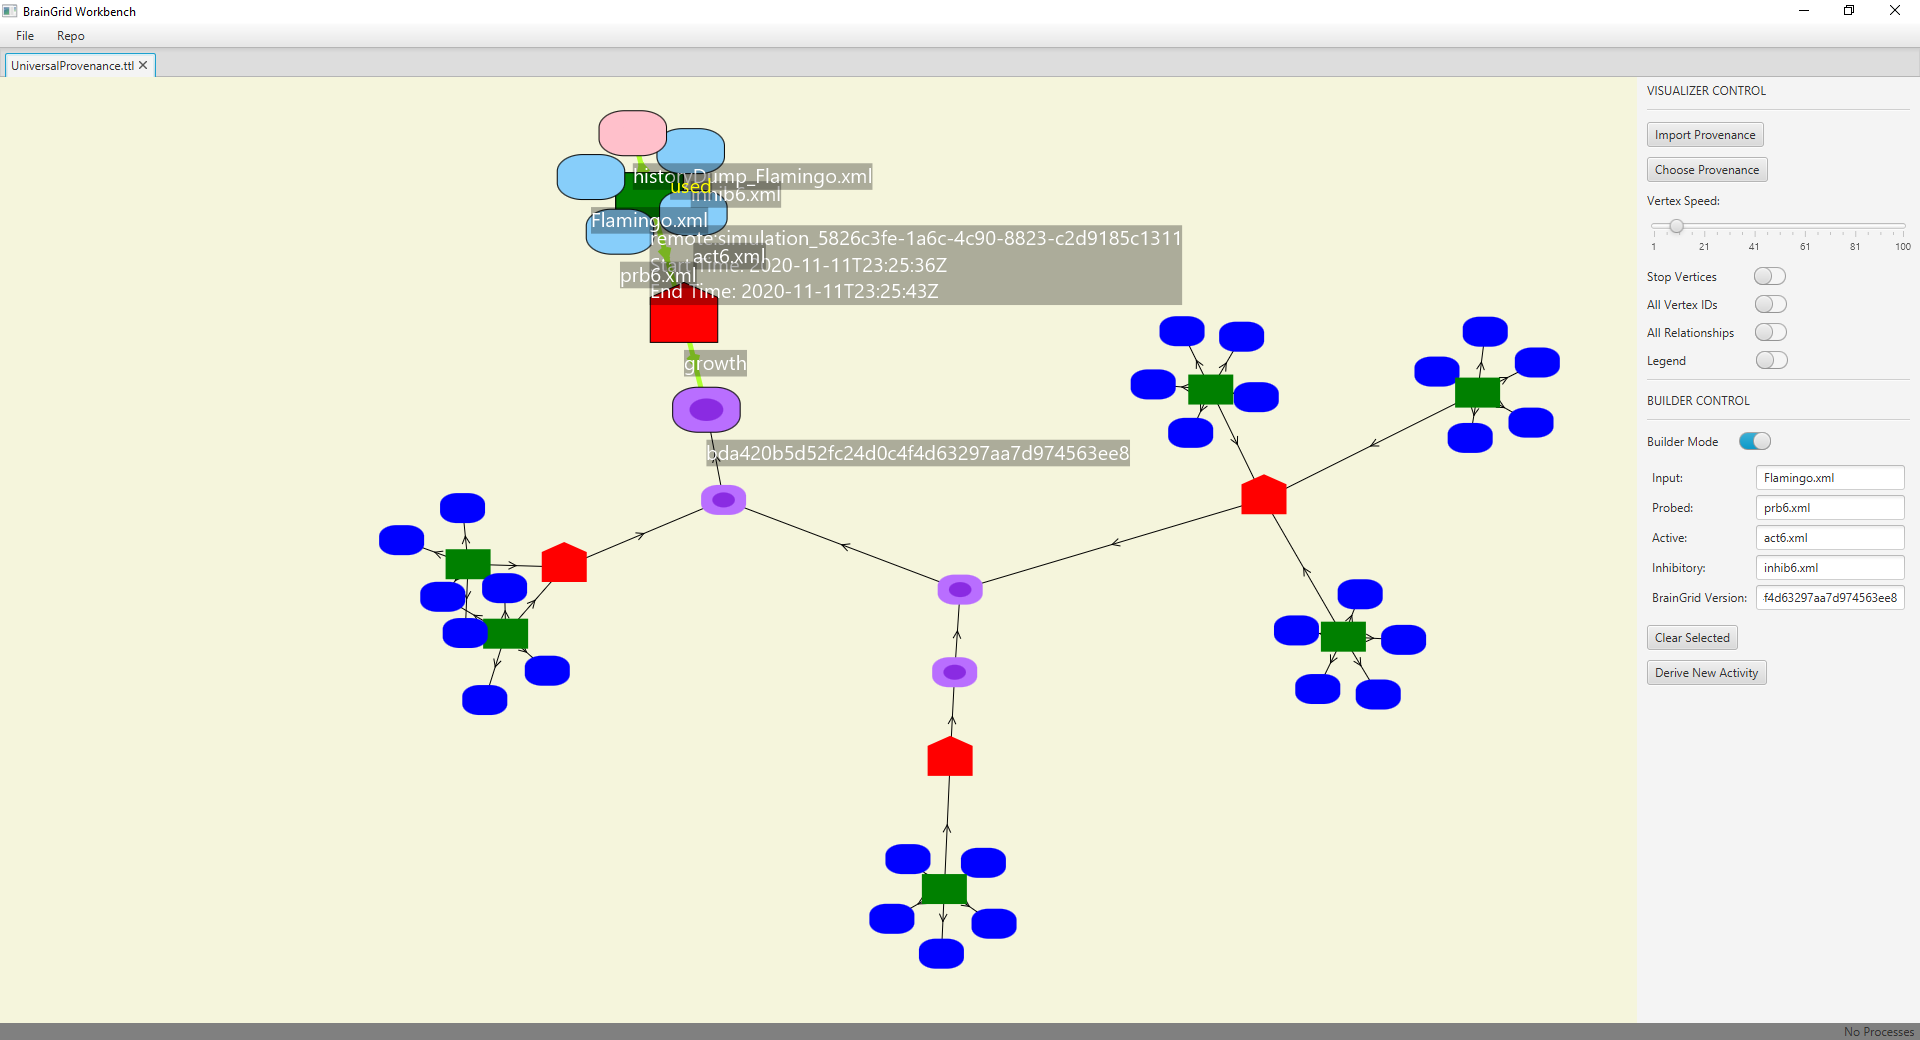 BrainGrid Workbench
File Repo
UniversalProvenance.ttl
historyDump_Flamingo.xml
used
inhib6.xml
Flamingo.xml
remote:simulation_5826c3fe-1a6c-4c90-8823-c2d9185c1311
act6.xml
Start Time: 2020-11-11T23:25:36Z
prb6.xml
End Time: 2020-11-11T23:25:43Z
growth
bda420b5d52fc24d0c4f4d63297aa7d974563ee8
VISUALIZER CONTROL
Import Provenance
Choose Provenance
Vertex Speed:
1 21 41 61 81 100
Stop Vertices
All Vertex IDs
All Relationships
Legend
BUILDER CONTROL
Builder Mode
Input: Flamingo.xml
Probed: prb6.xml
Active: act6.xml
Inhibitory: inhib6.xml
BrainGrid Version: f4d63297aa7d974563ee8
Clear Selected
Derive New Activity
No Processes